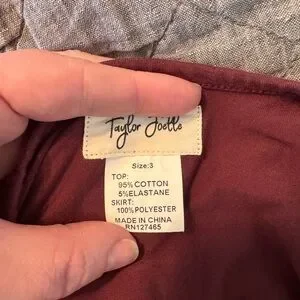 Taylor Joelle
Size:3
TOP:
95%COTTON
5%ELASTANE
SKIRT:
100%POLYESTER
MADE IN CHINA
RN127465